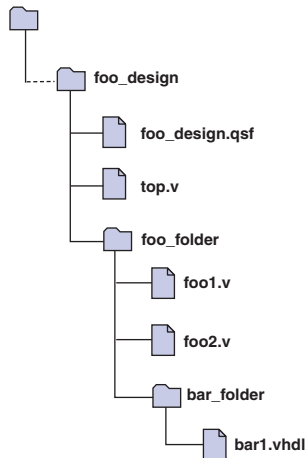 foo_design
foo_design.qsf
top.v
foo_folder
foo1.v
foo2.v
bar_folder
bar1.vhdl